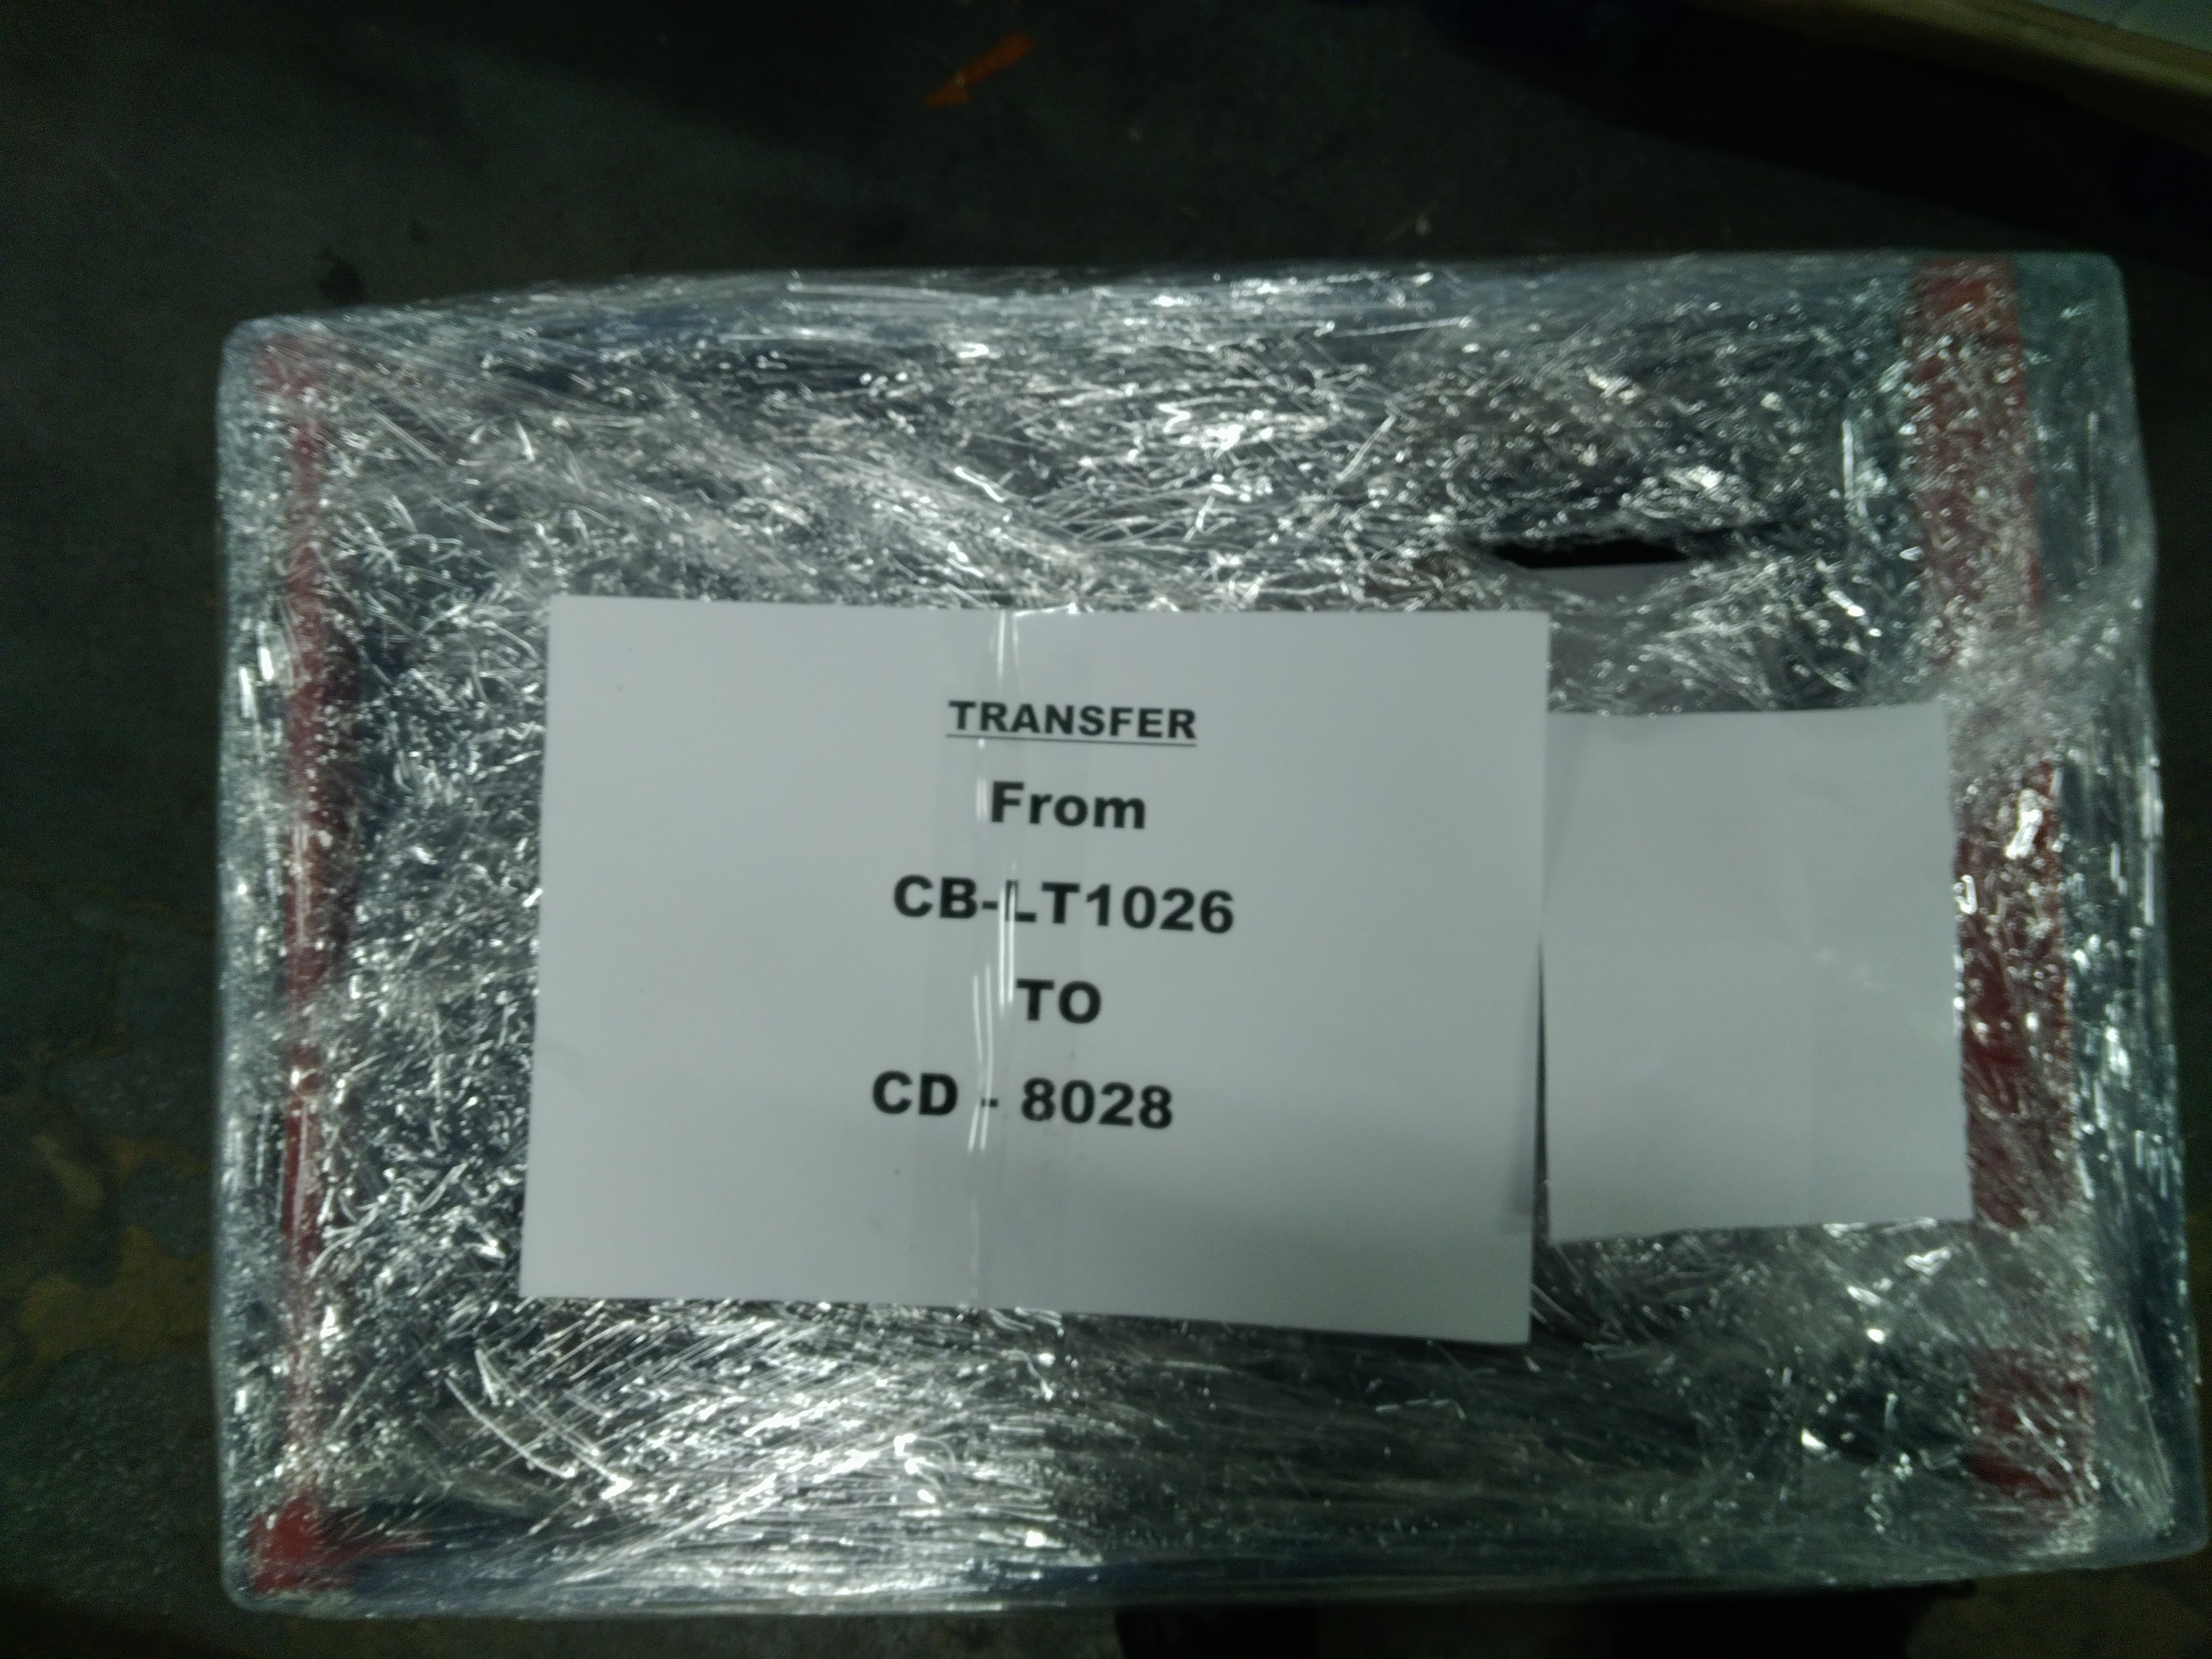 TRANSFER
From
CB-LT1026
TO
CD - 8028